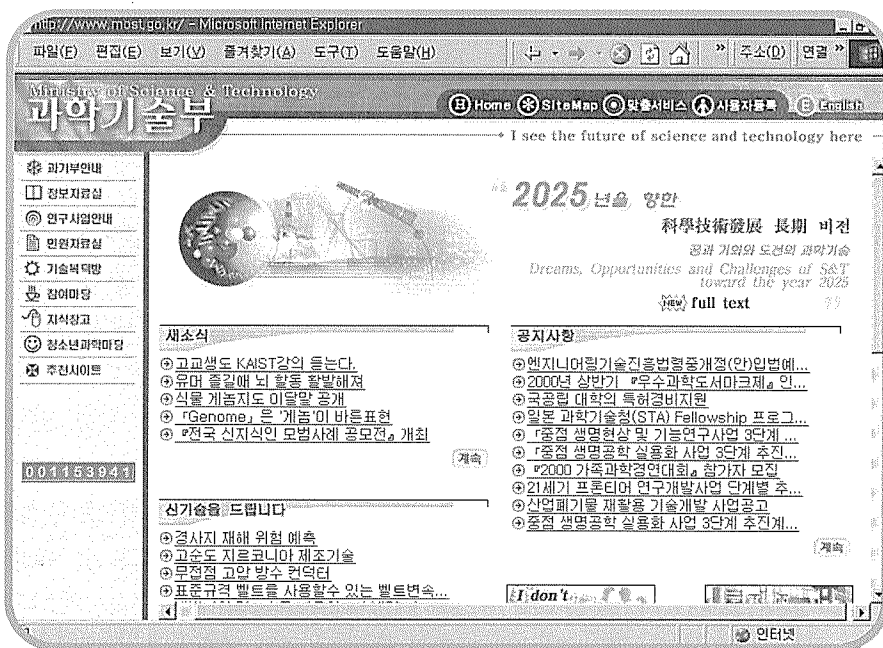 http://www.most.go.kr/ - Microsoft Internet Explorer
파일(F) 편집(E) 보기(V) 즐겨찾기(A) 도구(T) 도움말(H) » 주소(D) 연결 »
Ministry of Science & Technology
과학기술부
Home SiteMap 맞춤서비스 사용자등록 English
I see the future of science and technology here
과기부안내
정보자료실
연구사업안내
민원자료실
기술복덕방
참여마당
지식창고
청소년과학마당
추천사이트
001153941
2025년을 향한
科學技術發展 長期 비전
꿈과 기회와 도전의 과학기술
Dreams, Opportunities and Challenges of S&T
toward the year 2025
NEW full text
새소식
고교생도 KAIST강의 듣는다.
유머 즐길때 뇌 활동 활발해져
식물 게놈지도 이달말 공개
『Genome』은 '게놈'이 바른표현
『전국 신지식인 모범사례 공모전』 개최
계속
신기술을 드립니다
경사지 재해 위험 예측
고순도 지르코니아 제조기술
무접점 고압 방수 컨덕터
표준규격 벨트를 사용할수 있는 벨트변속...
공지사항
엔지니어링기술진흥법령중개정(안)입법예...
2000년 상반기 『우수과학도서마크제』 인...
국공립 대학의 특허경비지원
일본 과학기술청(STA) Fellowship 프로그...
「중점 생명현상 및 기능연구사업 3단계 ...
「중점 생명공학 실용화 사업 3단계 추진...
『2000 가족과학경연대회』 참가자 모집
21세기 프론티어 연구개발사업 단계별 추...
산업폐기물 재활용 기술개발 사업공고
중점 생명공학 실용화 사업 3단계 추진계...
계속
I don't
인터넷